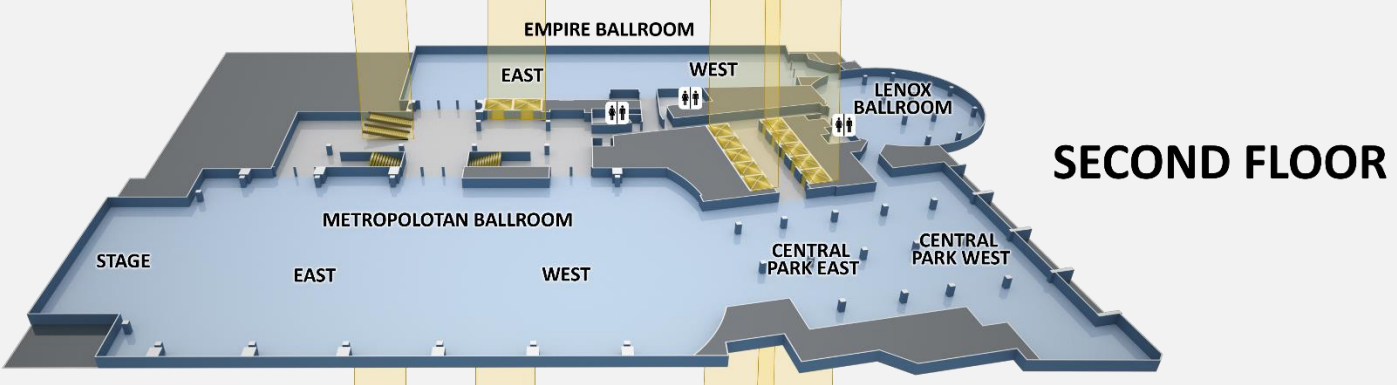 EMPIRE BALLROOM
EAST
WEST
LENOX
BALLROOM
SECOND FLOOR
METROPOLOTAN BALLROOM
STAGE
EAST
WEST
CENTRAL
PARK EAST
CENTRAL
PARK WEST